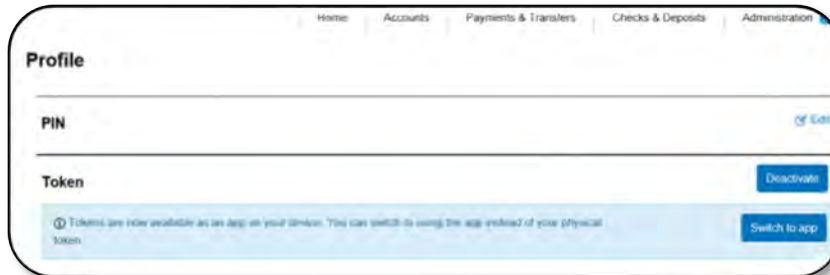 Home Accounts Payments & Transfers Checks & Deposits Administration
Profile
PIN Edit
Token Deactivate
Tokens are now available as an app on your device. You can switch to using the app instead of your physical
token. Switch to app